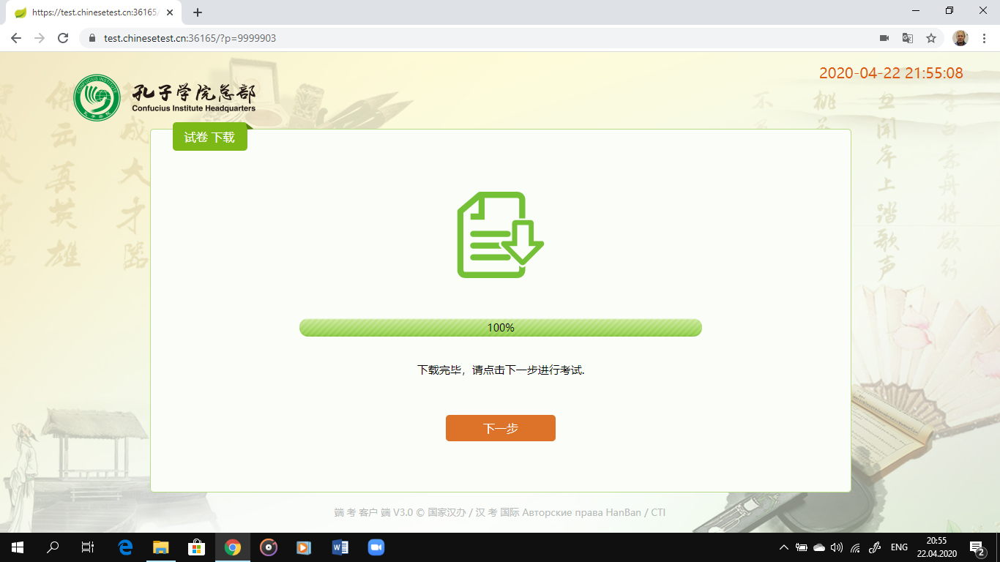 https://test.chinesetest.cn:36165/
test.chinesetest.cn:36165/?p=9999903
2020-04-22 21:55:08
孔子学院总部
Confucius Institute Headquarters
试卷 下载
100%
下载完毕，请点击下一步进行考试.
下一步
端 考 客户 端 V3.0 © 国家汉办 / 汉 考 国际 Авторские права HanBan / CTI
ENG
20:55
22.04.2020
2